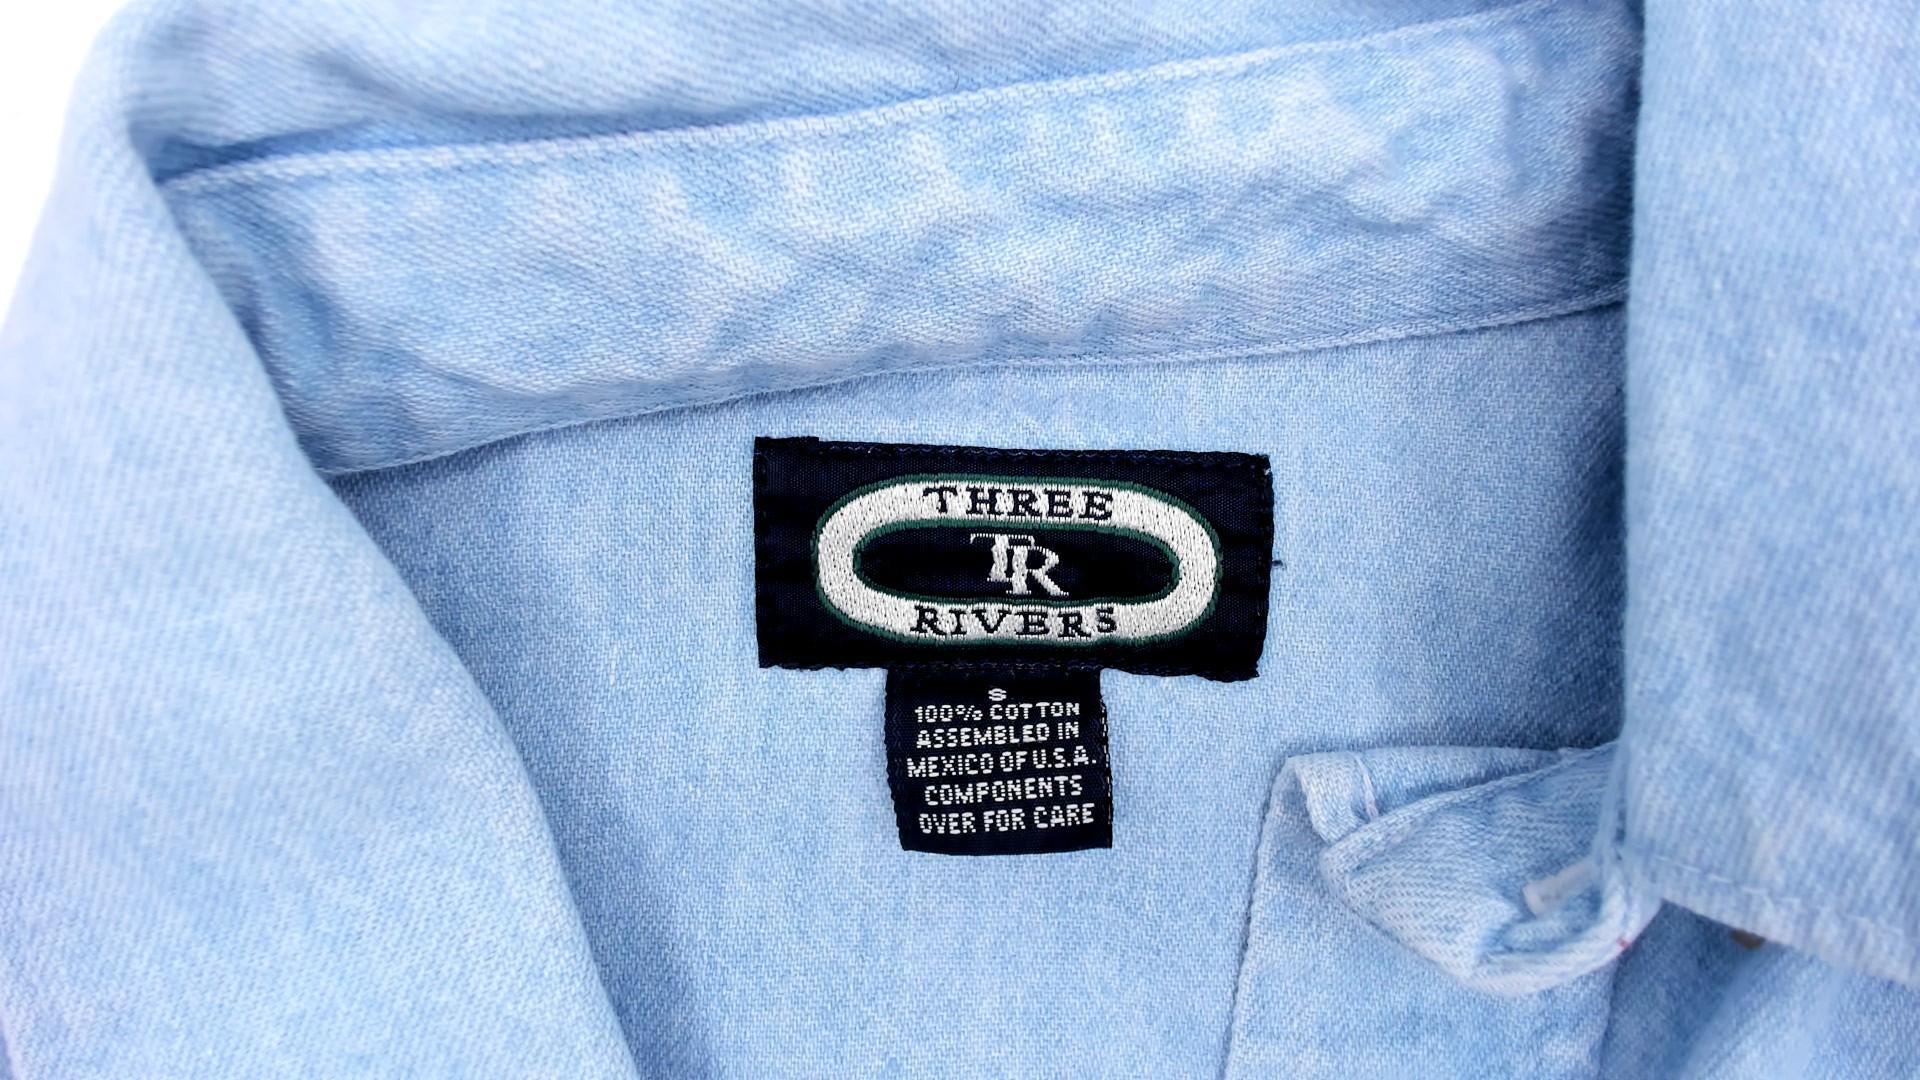 THREE
TR
RIVERS
S
100% COTTON
ASSEMBLED IN
MEXICO OF U.S.A.
COMPONENTS
OVER FOR CARE